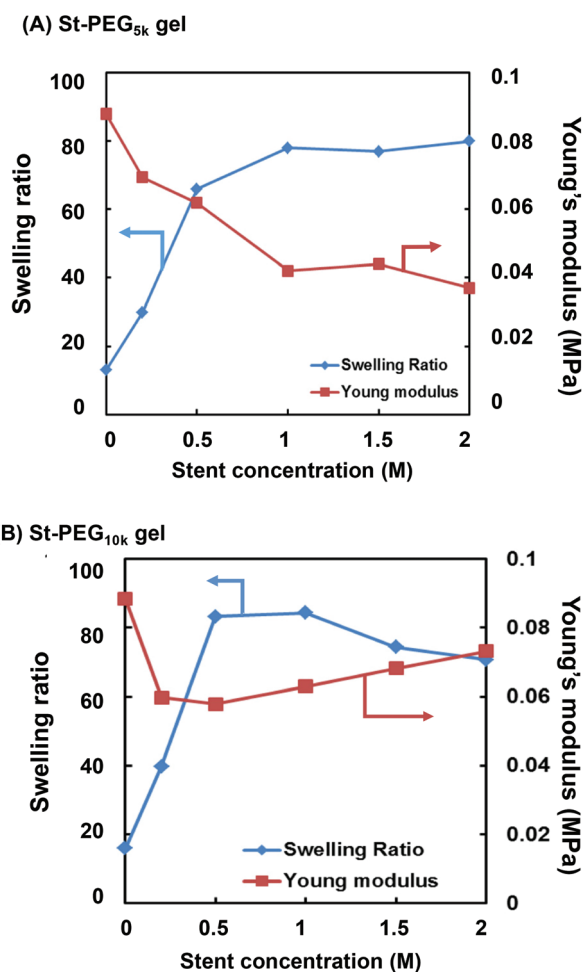 (A) St-PEG5k gel
100
80
60
40
20
0
Swelling ratio
0.1
0.08
0.06
0.04
0.02
0
Young's modulus (MPa)
Swelling Ratio
Young modulus
0
0.5
1
1.5
2
Stent concentration (M)
B) St-PEG10k gel
100
80
60
40
20
0
Swelling ratio
0.1
0.08
0.06
0.04
0.02
0
Young's modulus (MPa)
Swelling Ratio
Young modulus
0
0.5
1
1.5
2
Stent concentration (M)